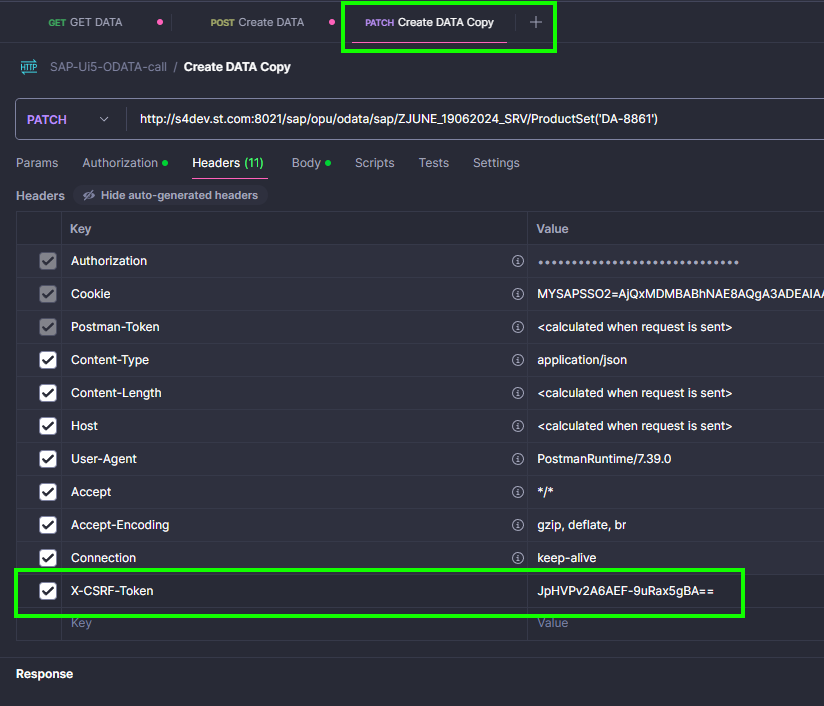 GET GET DATA POST Create DATA PATCH Create DATA Copy +
HTTP SAP-Ui5-ODATA-call / Create DATA Copy
PATCH http://s4dev.st.com:8021/sap/opu/odata/sap/ZJUNE_19062024_SRV/ProductSet('DA-8861')
Params Authorization Headers (11) Body Scripts Tests Settings
Headers Hide auto-generated headers
Key Value
Authorization ••••••••••••••••••••••••••••••
Cookie MYSAPSSO2=AjQxMDMBABhNAE8AQgA3ADEAIAA
Postman-Token <calculated when request is sent>
Content-Type application/json
Content-Length <calculated when request is sent>
Host <calculated when request is sent>
User-Agent PostmanRuntime/7.39.0
Accept */*
Accept-Encoding gzip, deflate, br
Connection keep-alive
X-CSRF-Token JpHVPv2A6AEF-9uRax5gBA==
Key Value
Response